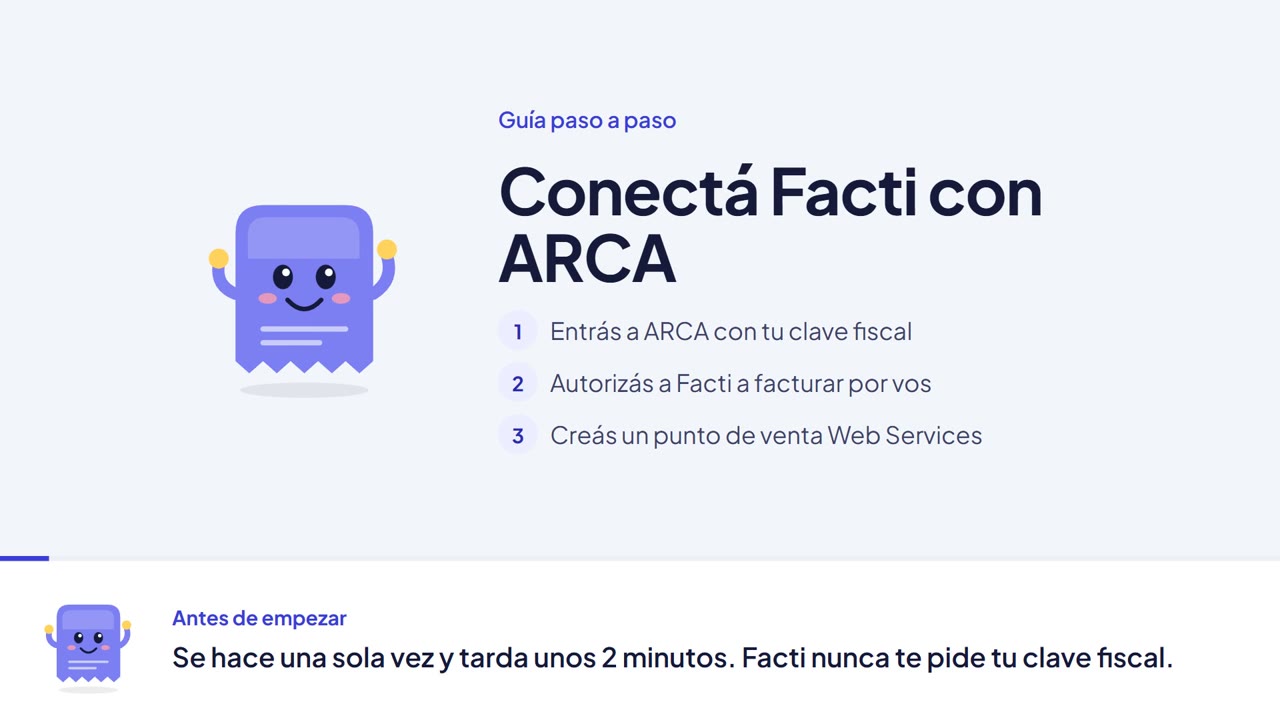 Guía paso a paso
Conectá Facti con
ARCA
1 Entrás a ARCA con tu clave fiscal
2 Autorizás a Facti a facturar por vos
3 Creás un punto de venta Web Services
Antes de empezar
Se hace una sola vez y tarda unos 2 minutos. Facti nunca te pide tu clave fiscal.